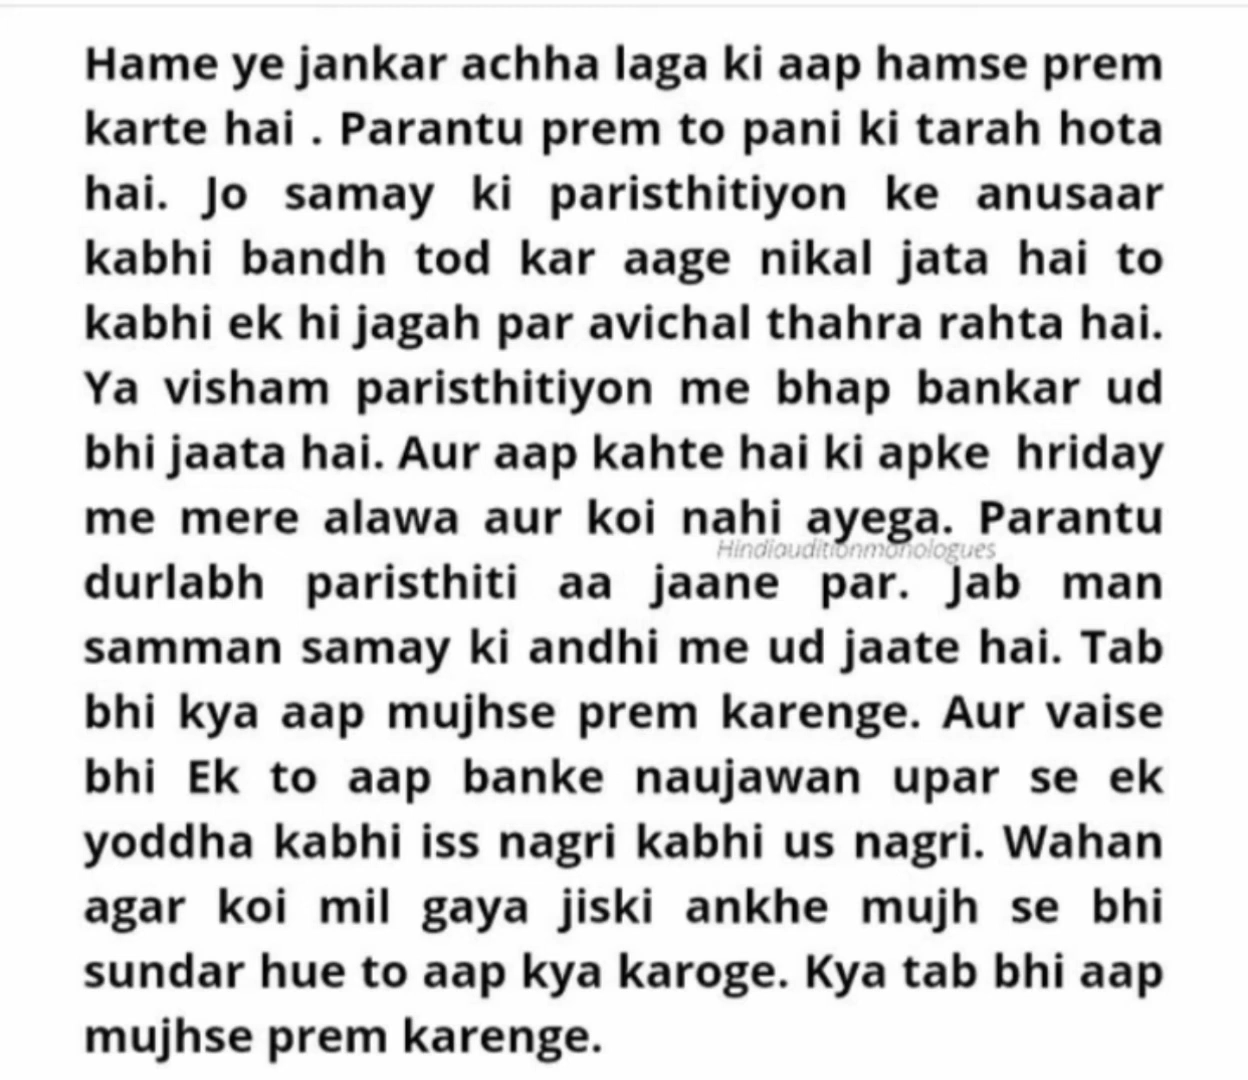 Hame ye jankar achha laga ki aap hamse prem
karte hai . Parantu prem to pani ki tarah hota
hai. Jo samay ki paristhitiyon ke anusaar
kabhi bandh tod kar aage nikal jata hai to
kabhi ek hi jagah par avichal thahra rahta hai.
Ya visham paristhitiyon me bhap bankar ud
bhi jaata hai. Aur aap kahte hai ki apke hriday
me mere alawa aur koi nahi ayega. Parantu
Hindiauditionmonologues
durlabh paristhiti aa jaane par. Jab man
samman samay ki andhi me ud jaate hai. Tab
bhi kya aap mujhse prem karenge. Aur vaise
bhi Ek to aap banke naujawan upar se ek
yoddha kabhi iss nagri kabhi us nagri. Wahan
agar koi mil gaya jiski ankhe mujh se bhi
sundar hue to aap kya karoge. Kya tab bhi aap
mujhse prem karenge.